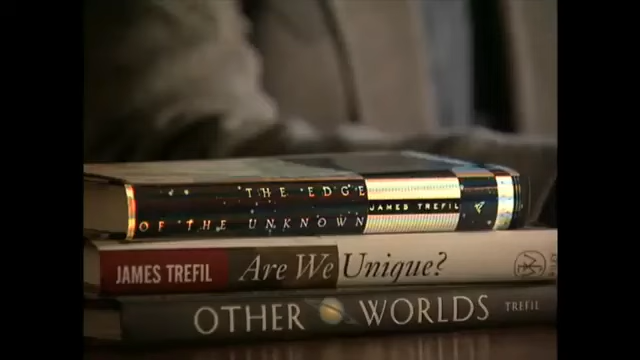 THE EDGE
OF THE UNKNOWN
JAMES TREFIL
JAMES TREFIL Are We Unique?
OTHER WORLDS TREFIL